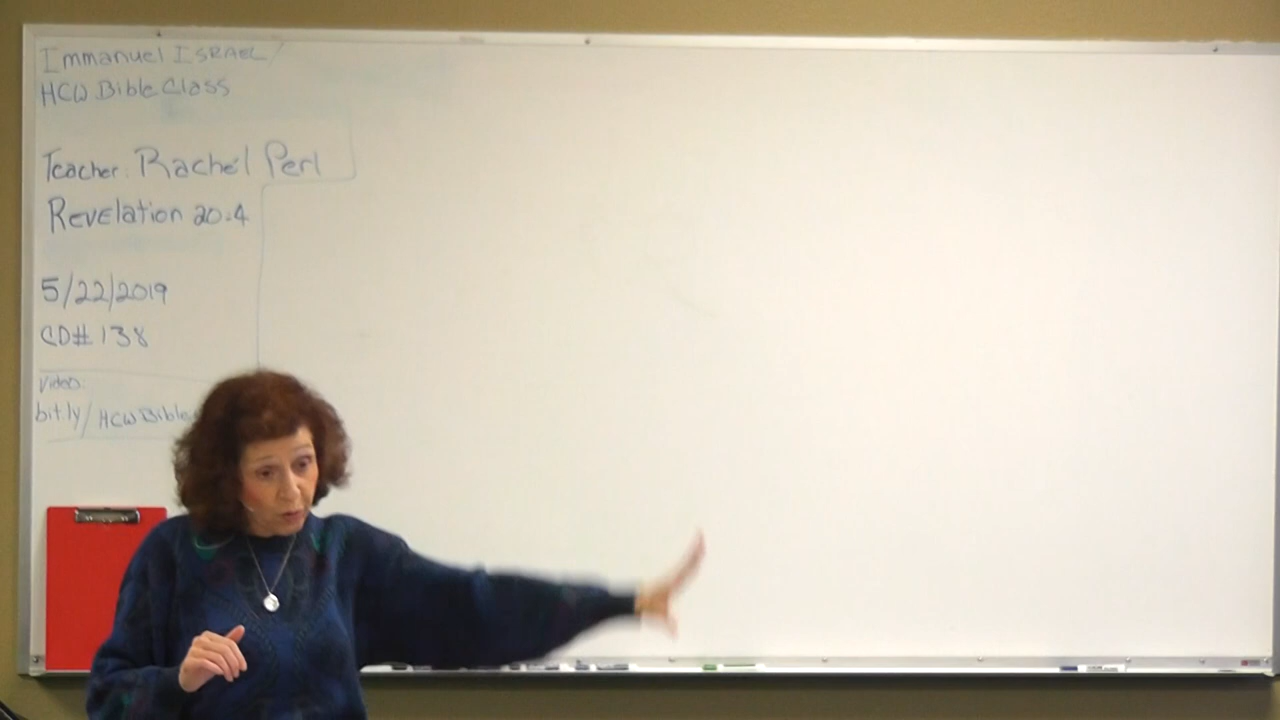 Immanuel ISRAEL
HCW Bible Class
Teacher: Rachel Perl
Revelation 20:4
5/22/2019
CD# 138
Video:
bit.ly/HCWBible